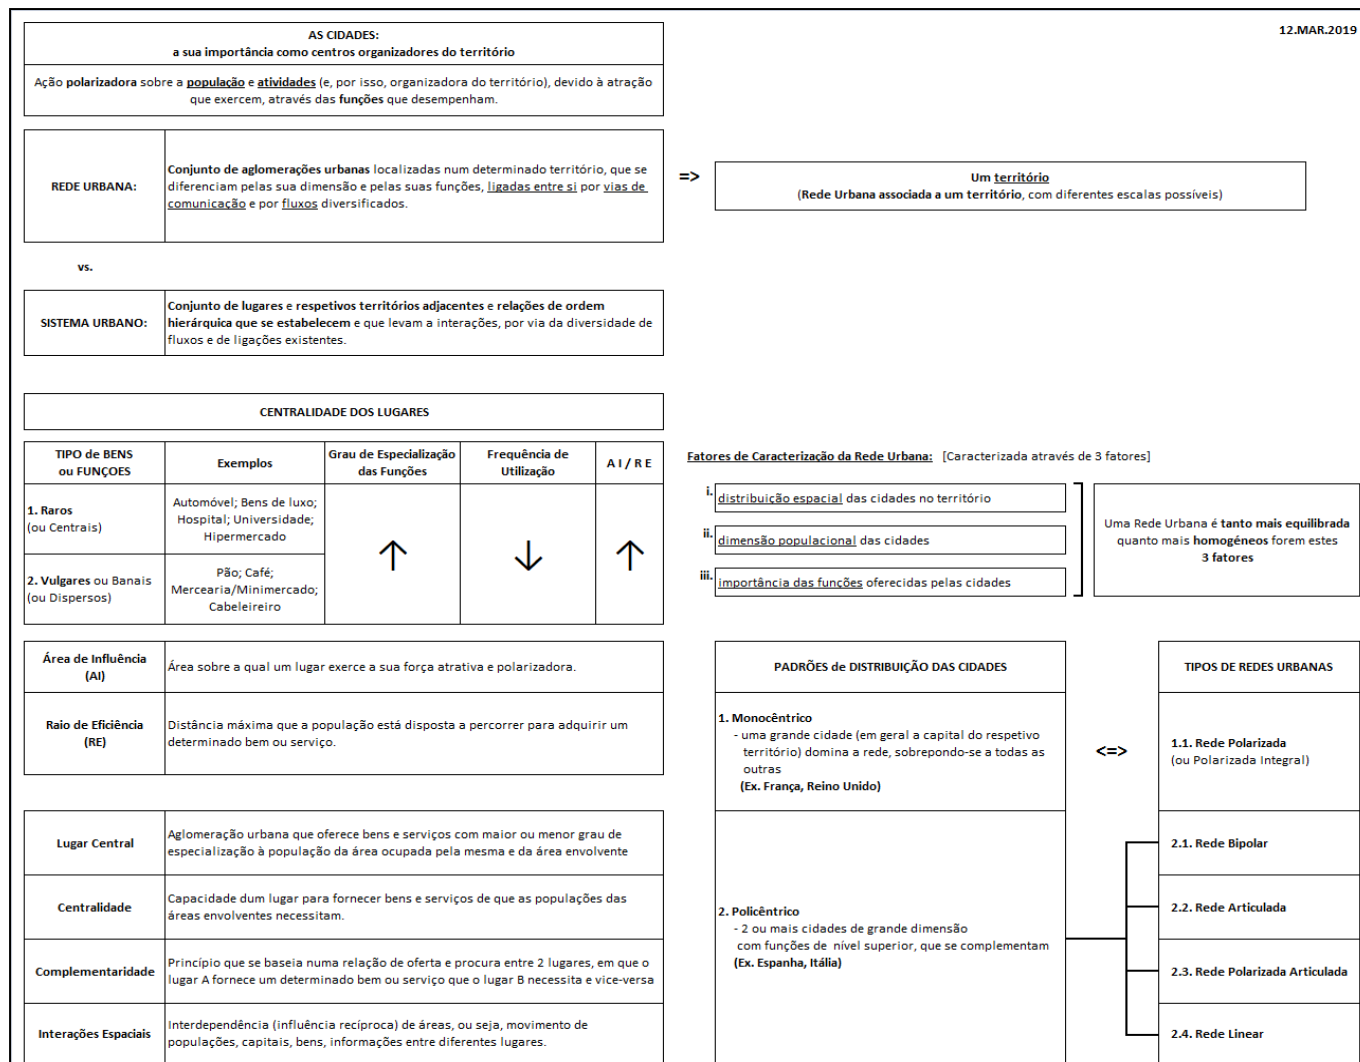 12.MAR.2019
AS CIDADES:
a sua importância como centros organizadores do território
Ação polarizadora sobre a população e atividades (e, por isso, organizadora do território), devido à atração
que exercem, através das funções que desempenham.
REDE URBANA:
Conjunto de aglomerações urbanas localizadas num determinado território, que se
diferenciam pelas sua dimensão e pelas suas funções, ligadas entre si por vias de
comunicação e por fluxos diversificados.
=>
Um território
(Rede Urbana associada a um território, com diferentes escalas possíveis)
vs.
SISTEMA URBANO:
Conjunto de lugares e respetivos territórios adjacentes e relações de ordem
hierárquica que se estabelecem e que levam a interações, por via da diversidade de
fluxos e de ligações existentes.
CENTRALIDADE DOS LUGARES
TIPO de BENS
ou FUNÇOES
Exemplos
Grau de Especialização
das Funções
Frequência de
Utilização
A I / R E
1. Raros
(ou Centrais)
Automóvel; Bens de luxo;
Hospital; Universidade;
Hipermercado
↑
↓
↑
2. Vulgares ou Banais
(ou Dispersos)
Pão; Café;
Mercearia/Minimercado;
Cabeleireiro
Área de Influência
(AI)
Área sobre a qual um lugar exerce a sua força atrativa e polarizadora.
Raio de Eficiência
(RE)
Distância máxima que a população está disposta a percorrer para adquirir um
determinado bem ou serviço.
Lugar Central
Aglomeração urbana que oferece bens e serviços com maior ou menor grau de
especialização à população da área ocupada pela mesma e da área envolvente
Centralidade
Capacidade dum lugar para fornecer bens e serviços de que as populações das
áreas envolventes necessitam.
Complementaridade
Princípio que se baseia numa relação de oferta e procura entre 2 lugares, em que o
lugar A fornece um determinado bem ou serviço que o lugar B necessita e vice-versa
Interações Espaciais
Interdependência (influência recíproca) de áreas, ou seja, movimento de
populações, capitais, bens, informações entre diferentes lugares.
Fatores de Caracterização da Rede Urbana: [Caracterizada através de 3 fatores]
i. distribuição espacial das cidades no território
ii. dimensão populacional das cidades
iii. importância das funções oferecidas pelas cidades
Uma Rede Urbana é tanto mais equilibrada
quanto mais homogéneos forem estes
3 fatores
PADRÕES de DISTRIBUIÇÃO DAS CIDADES
TIPOS DE REDES URBANAS
1. Monocêntrico
- uma grande cidade (em geral a capital do respetivo
território) domina a rede, sobrepondo-se a todas as
outras
(Ex. França, Reino Unido)
<=>
1.1. Rede Polarizada
(ou Polarizada Integral)
2. Policêntrico
- 2 ou mais cidades de grande dimensão
com funções de nível superior, que se complementam
(Ex. Espanha, Itália)
2.1. Rede Bipolar
2.2. Rede Articulada
2.3. Rede Polarizada Articulada
2.4. Rede Linear